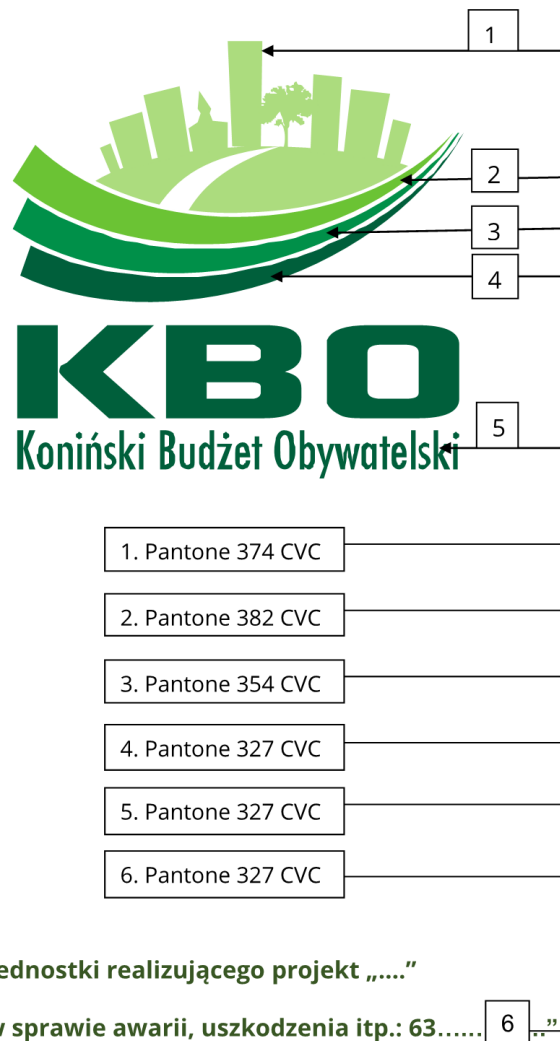 1
2
3
4
KBO
Koniński Budżet Obywatelski
5
1. Pantone 374 CVC
2. Pantone 382 CVC
3. Pantone 354 CVC
4. Pantone 327 CVC
5. Pantone 327 CVC
6. Pantone 327 CVC
ednostki realizującego projekt „....”
w sprawie awarii, uszkodzenia itp.: 63...... 6 ..”